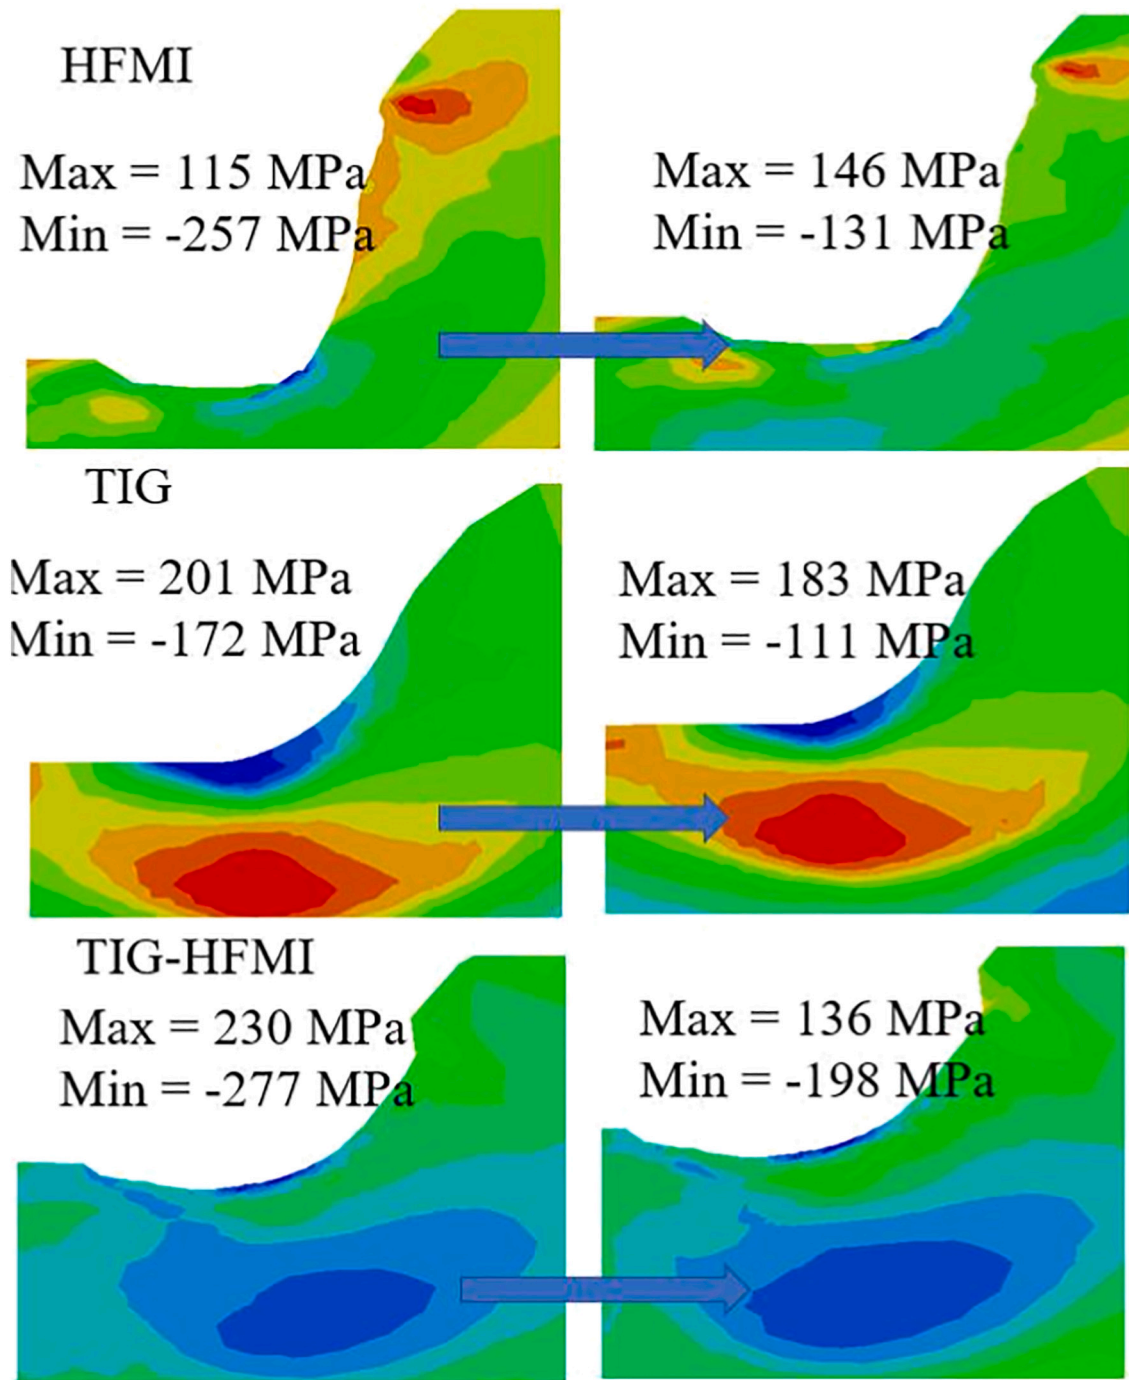 HFMI
Max = 115 MPa
Min = -257 MPa
Max = 146 MPa
Min = -131 MPa
TIG
Max = 201 MPa
Min = -172 MPa
Max = 183 MPa
Min = -111 MPa
TIG-HFMI
Max = 230 MPa
Min = -277 MPa
Max = 136 MPa
Min = -198 MPa